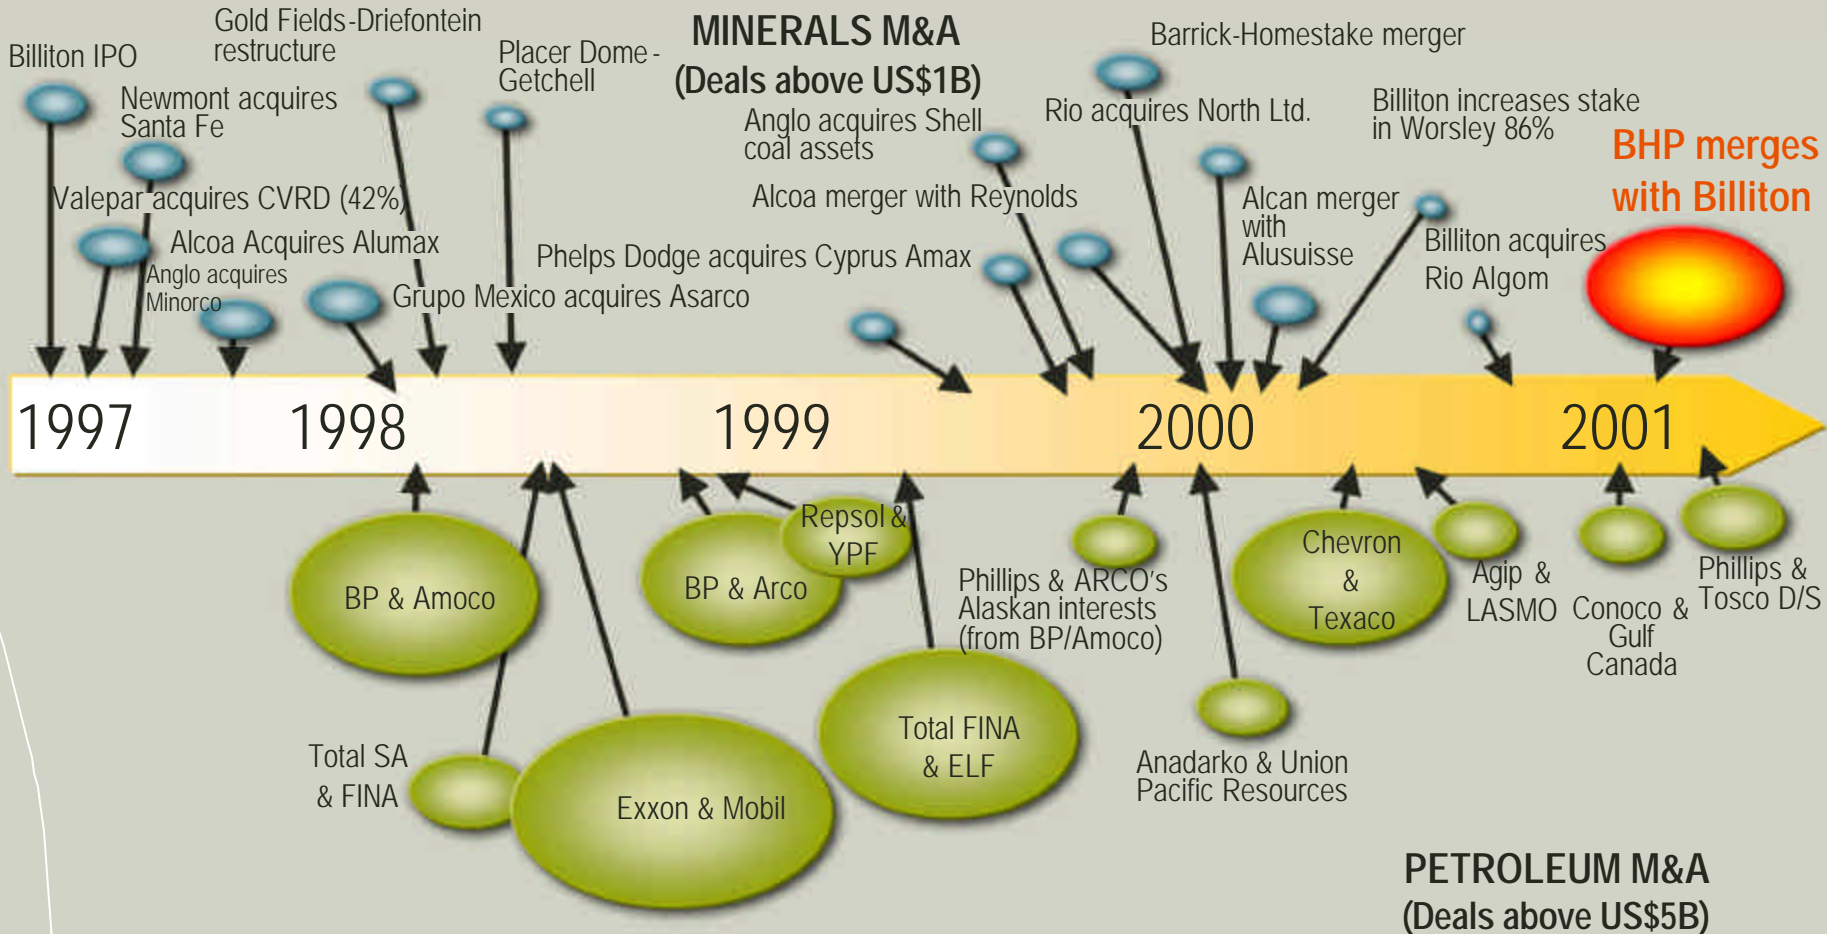 MINERALS M&A
(Deals above US$1B)
Billiton IPO
Gold Fields-Driefontein
restructure
Placer Dome -
Getchell
Barrick-Homestake merger
Newmont acquires
Santa Fe
Anglo acquires Shell
coal assets
Rio acquires North Ltd.
Billiton increases stake
in Worsley 86%
BHP merges
with Billiton
Valepar acquires CVRD (42%)
Alcoa merger with Reynolds
Alcan merger
with
Alusuisse
Alcoa Acquires Alumax
Phelps Dodge acquires Cyprus Amax
Billiton acquires
Rio Algom
Anglo acquires
Minorco
Grupo Mexico acquires Asarco
1997
1998
1999
2000
2001
BP & Amoco
BP & Arco
Repsol &
YPF
Phillips & ARCO's
Alaskan interests
(from BP/Amoco)
Chevron
&
Texaco
Agip &
LASMO
Conoco &
Gulf
Canada
Phillips &
Tosco D/S
Total SA
& FINA
Exxon & Mobil
Total FINA
& ELF
Anadarko & Union
Pacific Resources
PETROLEUM M&A
(Deals above US$5B)